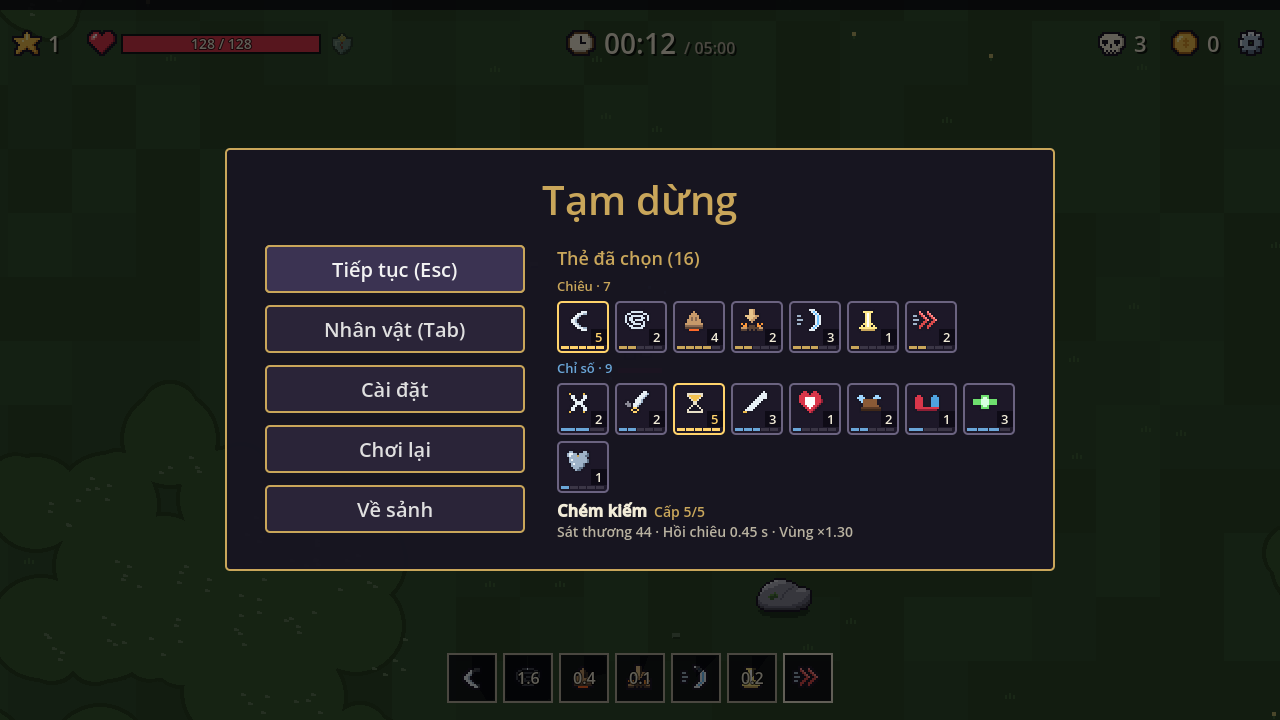 1
128 / 128
00:12 / 05:00
3
0
Tạm dừng
Tiếp tục (Esc)
Nhân vật (Tab)
Cài đặt
Chơi lại
Về sảnh
Thẻ đã chọn (16)
Chiêu · 7
5 2 4 2 3 1 2
Chỉ số · 9
2 2 5 3 1 2 1 3
1
Chém kiếm Cấp 5/5
Sát thương 44 · Hồi chiêu 0.45 s · Vùng ×1.30
1.6 0.4 0.1 0.2